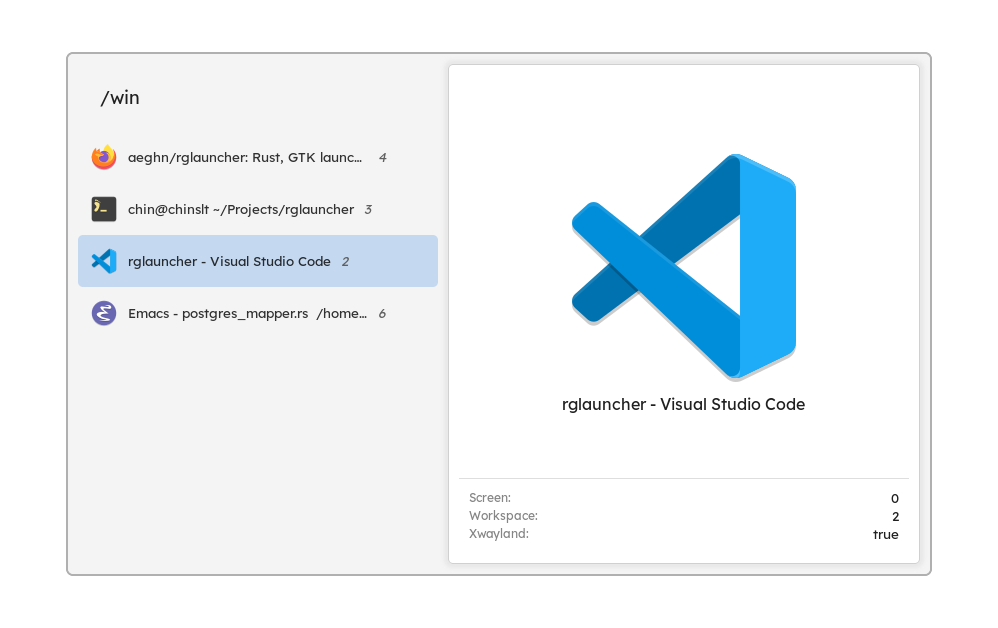 /win
aeghn/rglauncher: Rust, GTK launc... 4
chin@chinslt ~/Projects/rglauncher 3
rglauncher - Visual Studio Code 2
Emacs - postgres_mapper.rs /home... 6
rglauncher - Visual Studio Code
Screen: 0
Workspace: 2
Xwayland: true